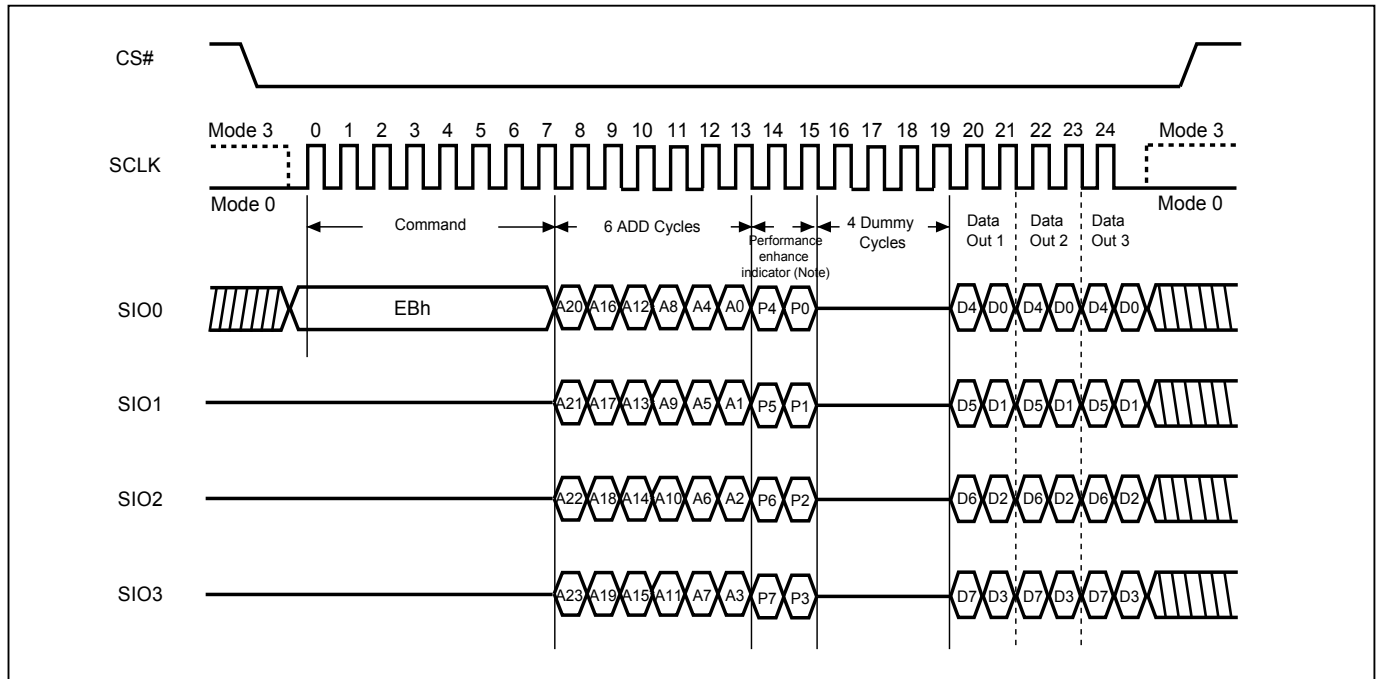 CS#
Mode 3 0 1 2 3 4 5 6 7 8 9 10 11 12 13 14 15 16 17 18 19 20 21 22 23 24 Mode 3
SCLK
Mode 0 Mode 0
Command 6 ADD Cycles Performance enhance indicator (Note) 4 Dummy Cycles Data Out 1 Data Out 2 Data Out 3
SIO0 EBh A20 A16 A12 A8 A4 A0 P4 P0 D4 D0 D4 D0 D4 D0
SIO1 A21 A17 A13 A9 A5 A1 P5 P1 D5 D1 D5 D1 D5 D1
SIO2 A22 A18 A14 A10 A6 A2 P6 P2 D6 D2 D6 D2 D6 D2
SIO3 A23 A19 A15 A11 A7 A3 P7 P3 D7 D3 D7 D3 D7 D3